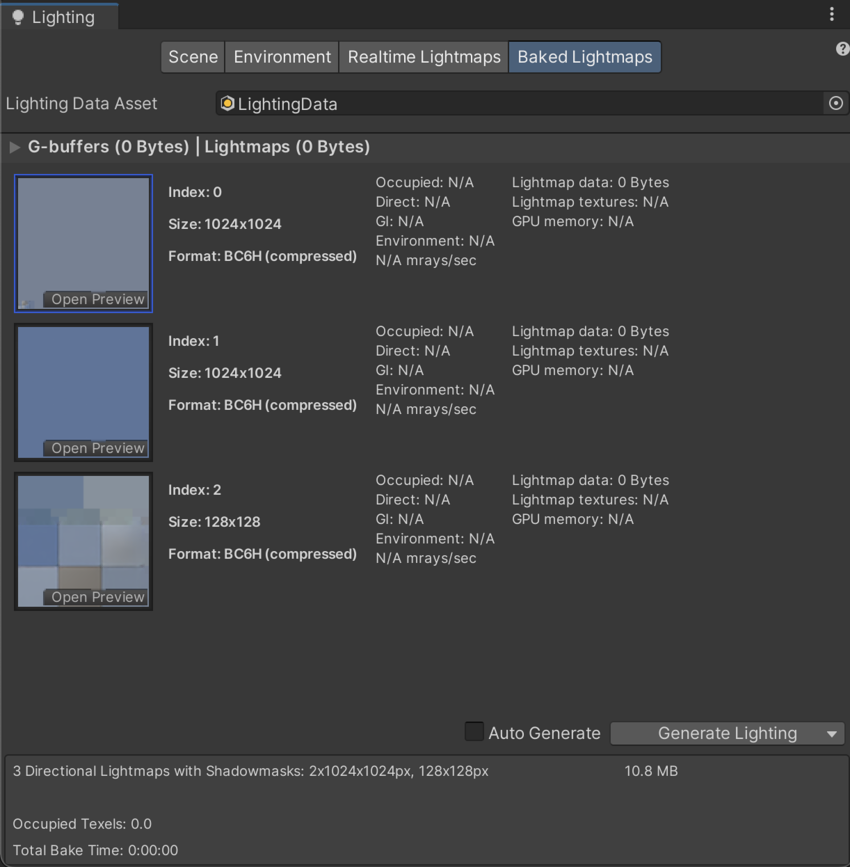 Lighting
Scene Environment Realtime Lightmaps Baked Lightmaps
Lighting Data Asset LightingData
G-buffers (0 Bytes) | Lightmaps (0 Bytes)
Open Preview
Index: 0
Size: 1024x1024
Format: BC6H (compressed)
Occupied: N/A
Direct: N/A
GI: N/A
Environment: N/A
N/A mrays/sec
Lightmap data: 0 Bytes
Lightmap textures: N/A
GPU memory: N/A
Open Preview
Index: 1
Size: 1024x1024
Format: BC6H (compressed)
Occupied: N/A
Direct: N/A
GI: N/A
Environment: N/A
N/A mrays/sec
Lightmap data: 0 Bytes
Lightmap textures: N/A
GPU memory: N/A
Open Preview
Index: 2
Size: 128x128
Format: BC6H (compressed)
Occupied: N/A
Direct: N/A
GI: N/A
Environment: N/A
N/A mrays/sec
Lightmap data: 0 Bytes
Lightmap textures: N/A
GPU memory: N/A
Auto Generate Generate Lighting
3 Directional Lightmaps with Shadowmasks: 2x1024x1024px, 128x128px 10.8 MB
Occupied Texels: 0.0
Total Bake Time: 0:00:00